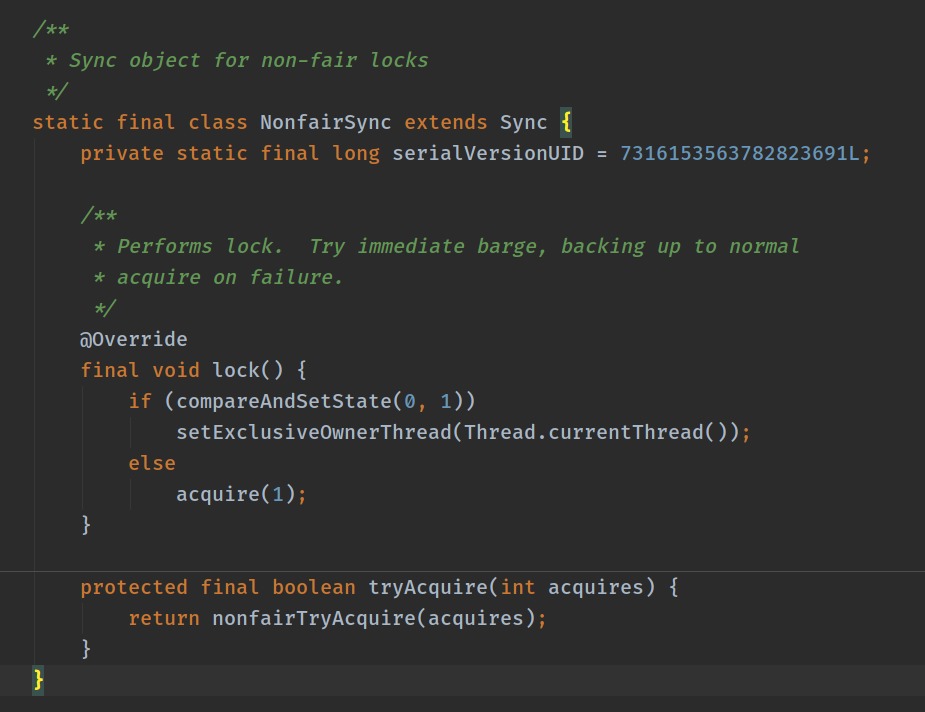 /**
 * Sync object for non-fair locks
 */
static final class NonfairSync extends Sync {
    private static final long serialVersionUID = 7316153563782823691L;

    /**
     * Performs lock.  Try immediate barge, backing up to normal
     * acquire on failure.
     */
    @Override
    final void lock() {
        if (compareAndSetState(0, 1))
            setExclusiveOwnerThread(Thread.currentThread());
        else
            acquire(1);
    }

    protected final boolean tryAcquire(int acquires) {
        return nonfairTryAcquire(acquires);
    }
}